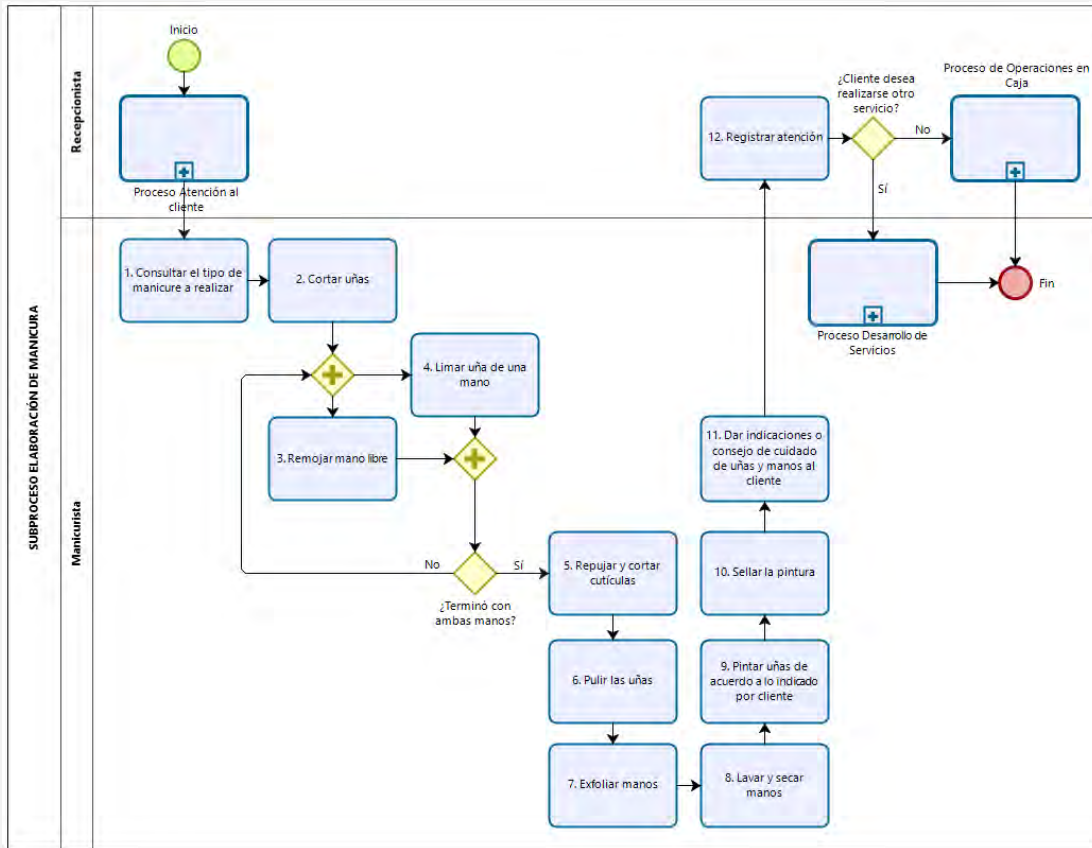 SUBPROCESO ELABORACIÓN DE MANICURA
Recepcionista
Inicio
Proceso Atención al
cliente
12. Registrar atención
¿Cliente desea
realizarse otro
servicio?
No
Sí
Proceso de Operaciones en
Caja
Manicurista
1. Consultar el tipo de
manicure a realizar
2. Cortar uñas
4. Limar uña de una
mano
3. Remojar mano libre
No
Sí
¿Terminó con
ambas manos?
5. Repujar y cortar
cutículas
6. Pulir las uñas
7. Exfoliar manos
8. Lavar y secar
manos
9. Pintar uñas de
acuerdo a lo indicado
por cliente
10. Sellar la pintura
11. Dar indicaciones o
consejo de cuidado
de uñas y manos al
cliente
Proceso Desarrollo de
Servicios
Fin